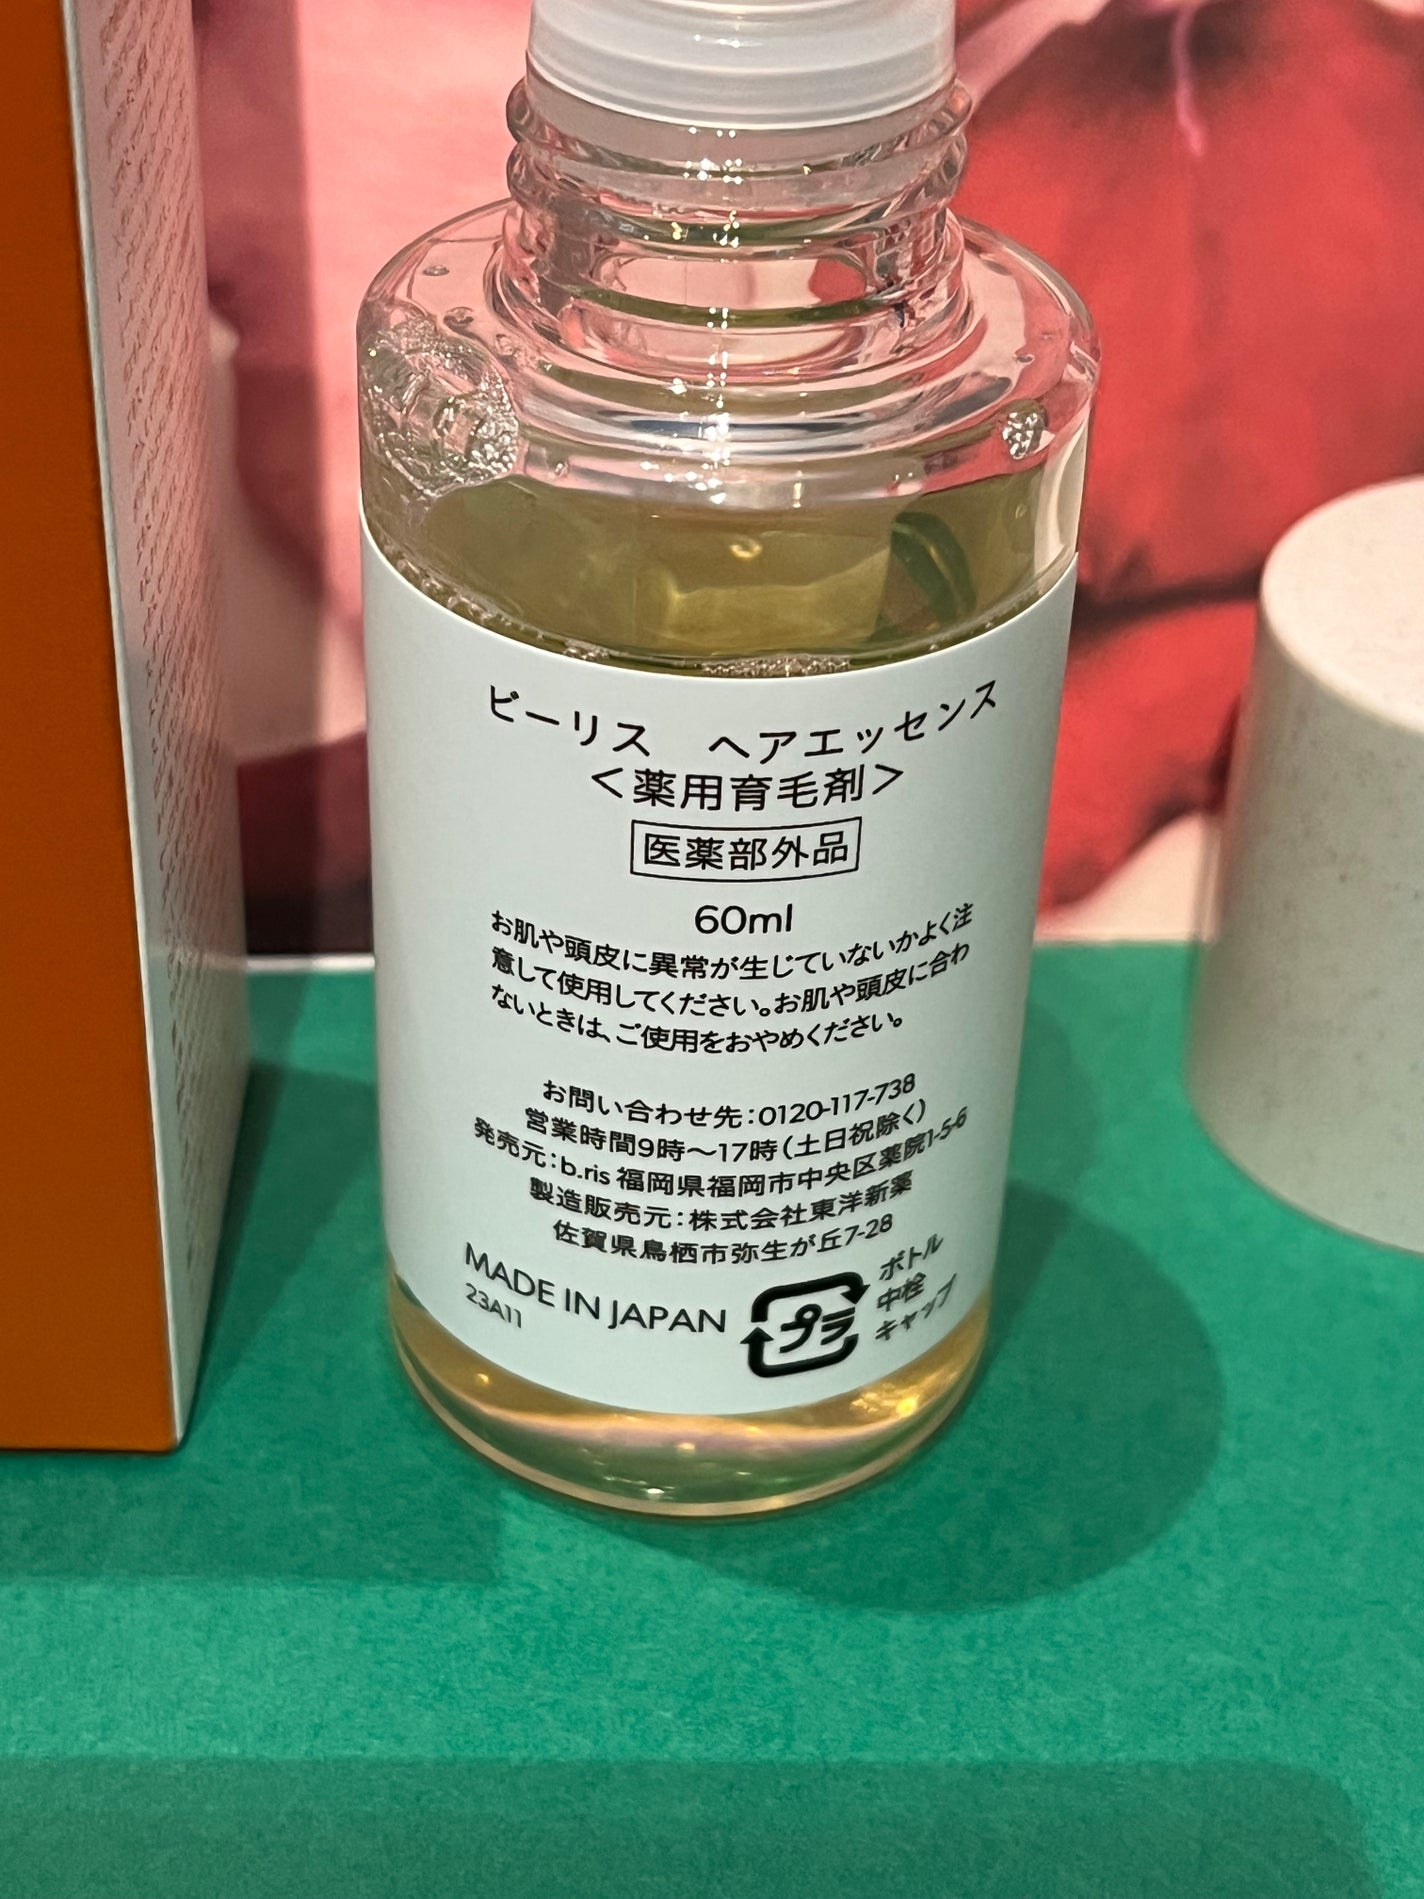 ビーリス　ヘアエッセンス
＜薬用育毛剤＞
医薬部外品
60ml
お肌や頭皮に異常が生じていないかよく注
意して使用してください。お肌や頭皮に合わ
ないときは、ご使用をおやめください。
お問い合わせ先：0120-117-738
営業時間9時～17時（土日祝除く）
発売元：b.ris 福岡県福岡市中央区薬院1-5-6
製造販売元：株式会社東洋新薬
佐賀県鳥栖市弥生が丘7-28
MADE IN JAPAN
23A11
プラ
ボトル
中栓
キャップ